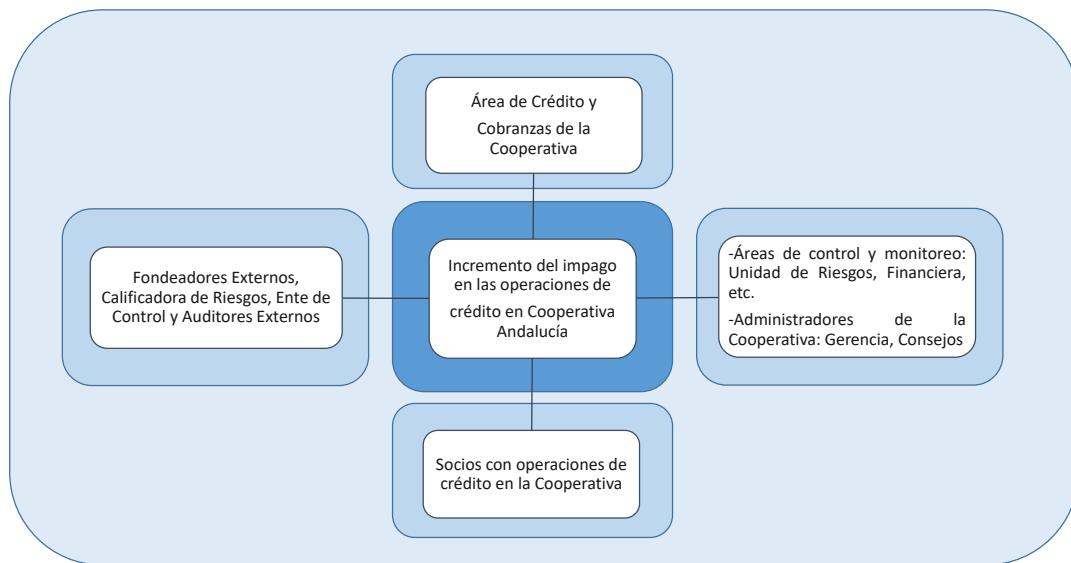 Área de Crédito y
Cobranzas de la
Cooperativa
Fondeadores Externos,
Calificadora de Riesgos, Ente de
Control y Auditores Externos
Incremento del impago
en las operaciones de
crédito en Cooperativa
Andalucía
-Áreas de control y monitoreo:
Unidad de Riesgos, Financiera,
etc.
-Administradores de la
Cooperativa: Gerencia, Consejos
Socios con operaciones de
crédito en la Cooperativa